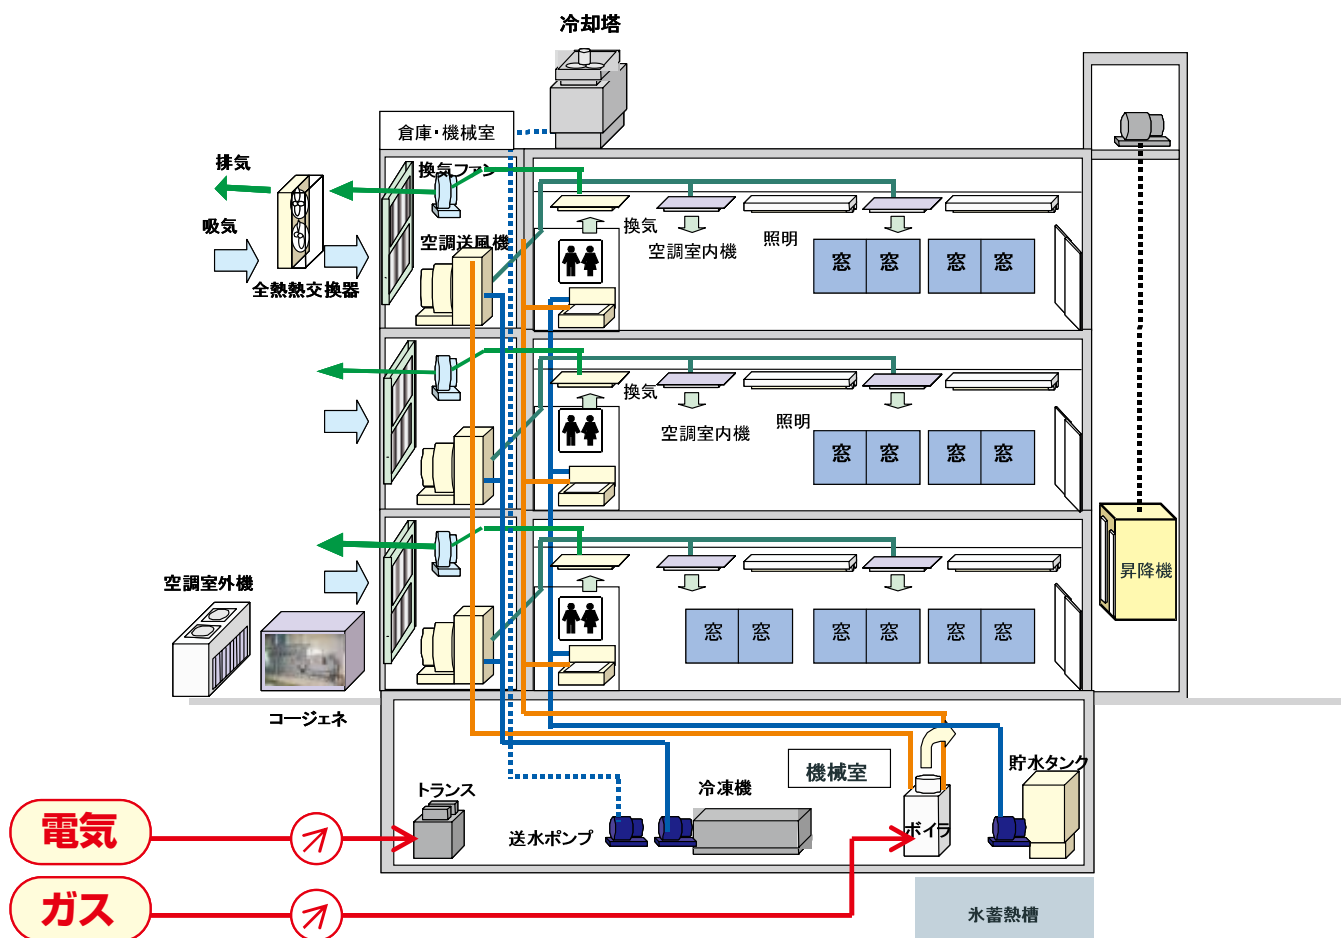 冷却塔
倉庫・機械室
排気
換気ファン
吸気
換気
空調送風機
空調室内機
照明
窓 窓 窓 窓
全熱熱交換器
換気
照明
空調室内機
窓 窓 窓 窓
空調室外機
昇降機
窓 窓 窓 窓 窓 窓
コージェネ
機械室
貯水タンク
トランス
冷凍機
電気
送水ポンプ
ボイラ
ガス
氷蓄熱槽